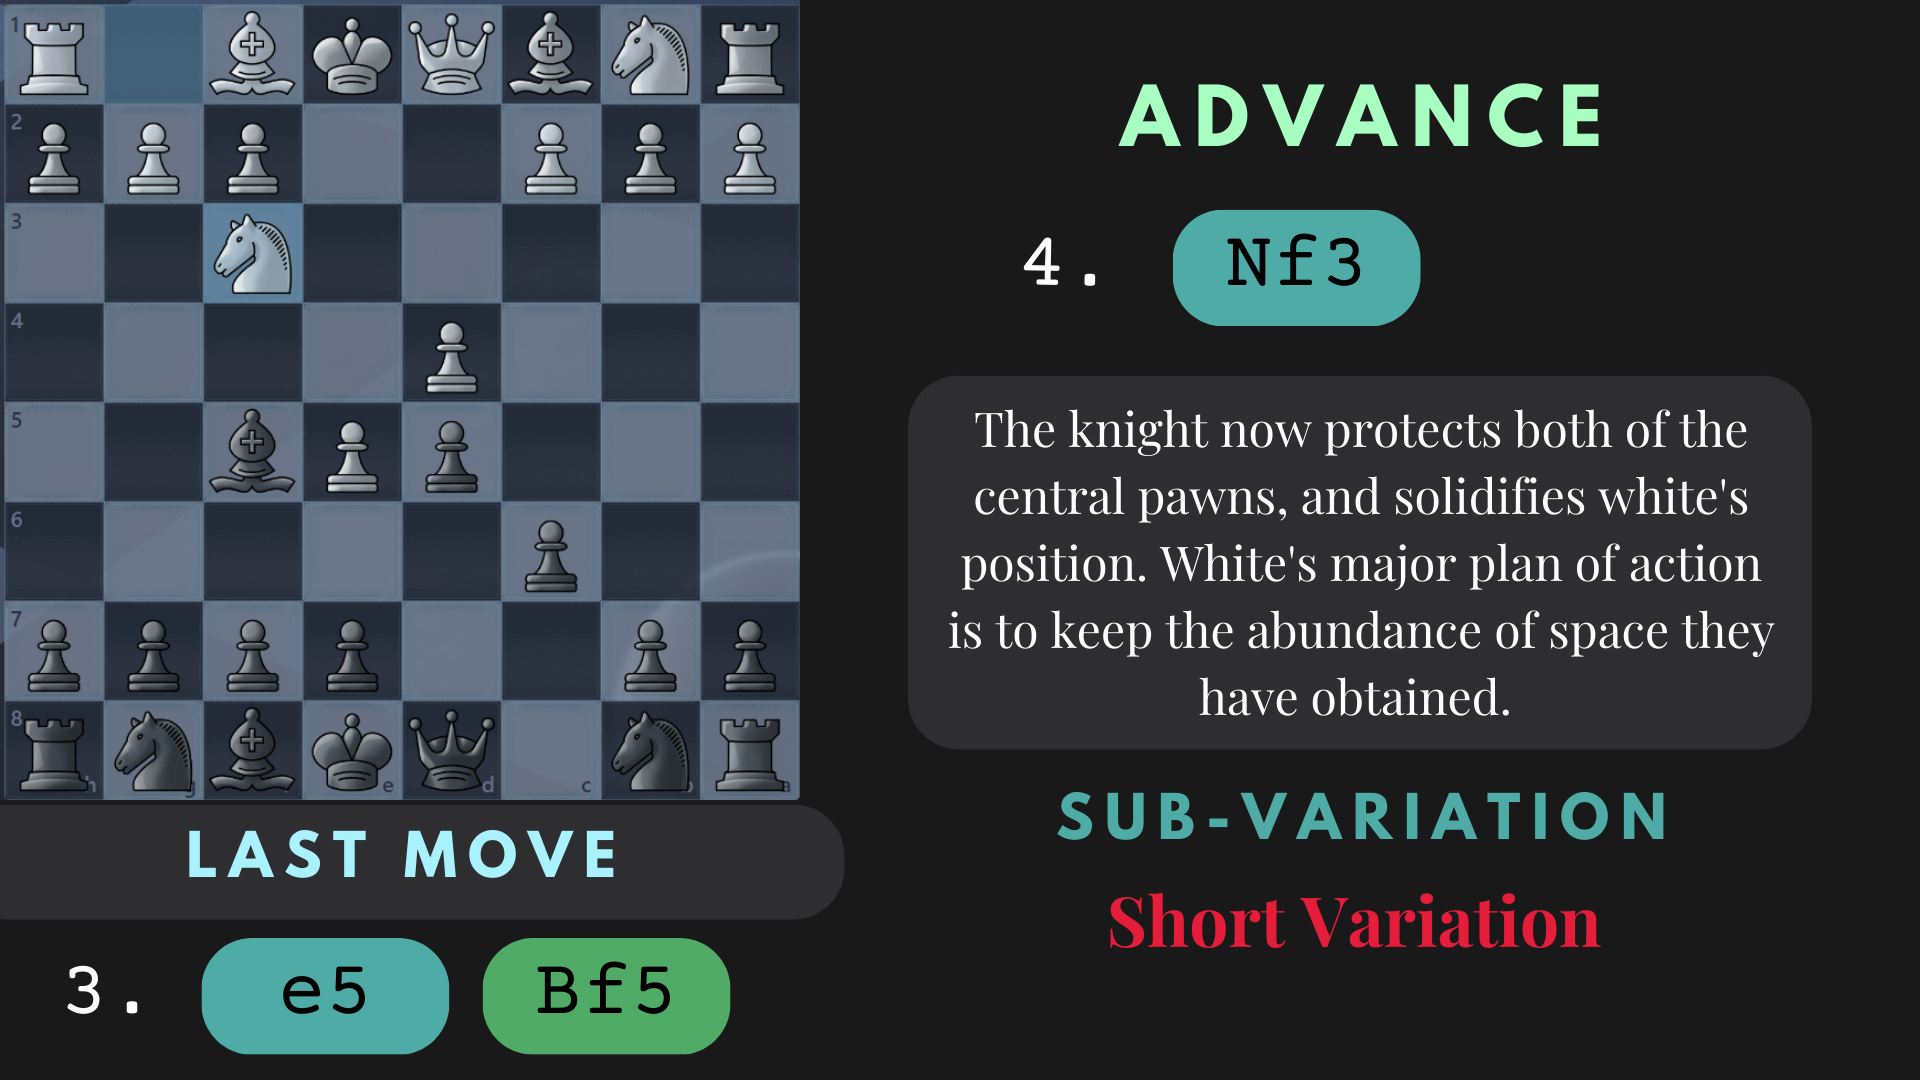 1
2
3
4
5
6
7
8
h
g
e
d
c
b
a
ADVANCE
4. Nf3
The knight now protects both of the
central pawns, and solidifies white's
position. White's major plan of action
is to keep the abundance of space they
have obtained.
SUB-VARIATION
Short Variation
LAST MOVE
3. e5 Bf5